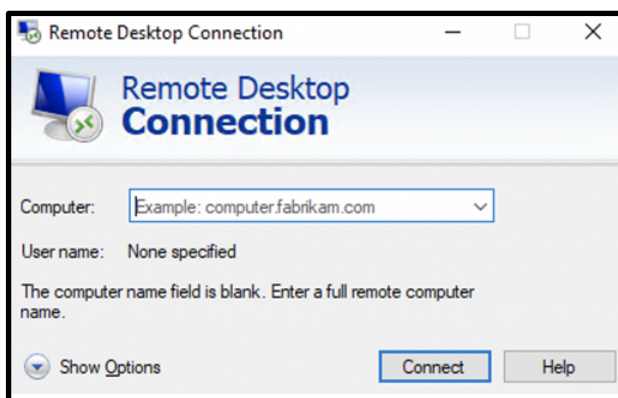 Remote Desktop Connection
Remote Desktop
Connection
Computer: Example: computer.fabrikam.com
User name: None specified
The computer name field is blank. Enter a full remote computer
name.
Show Options Connect Help